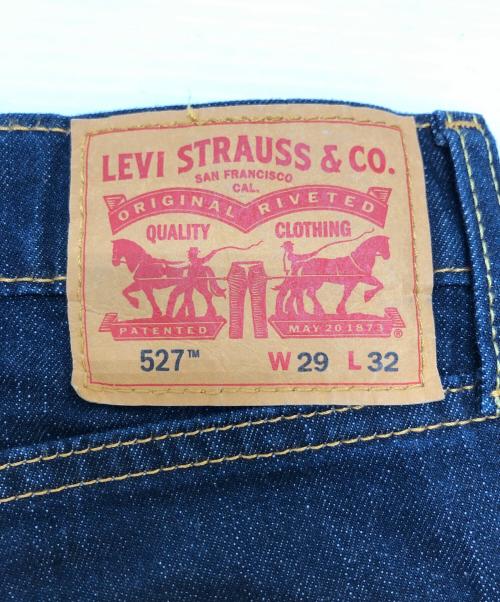 LEVI STRAUSS & CO.
SAN FRANCISCO
CAL.
ORIGINAL RIVETED
QUALITY CLOTHING
PATENTED MAY 20 1873 ®
527™ W 29 L 32